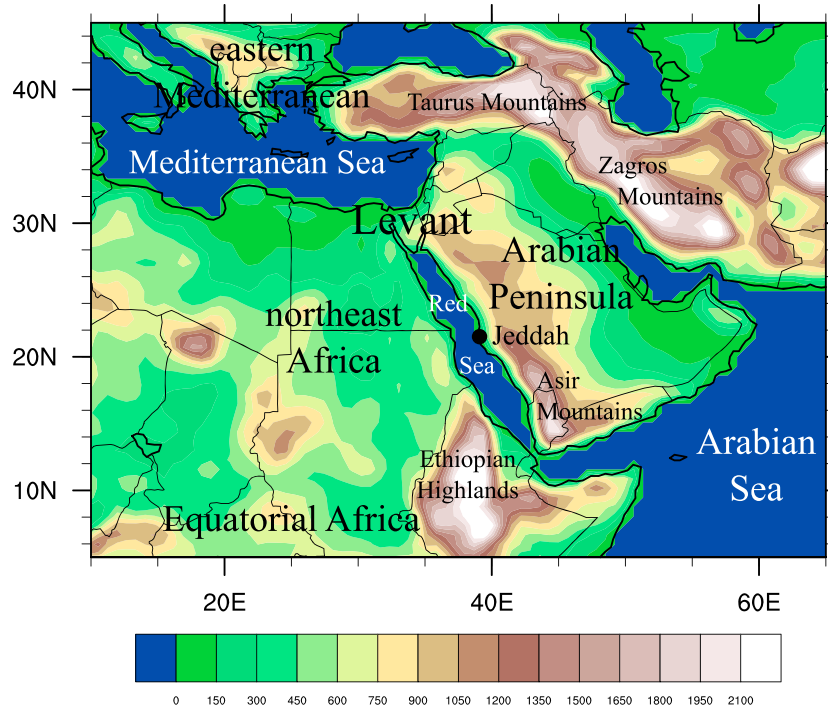 eastern
Mediterranean
40N
Taurus Mountains
Mediterranean Sea
Zagros
Mountains
30N
Levant
Arabian
Peninsula
Red
northeast
Jeddah
Africa
20N
Sea
Asir
Mountains
Arabian
Sea
Ethiopian
Highlands
10N
Equatorial Africa
20E 40E 60E
0 150 300 450 600 750 900 1050 1200 1350 1500 1650 1800 1950 2100